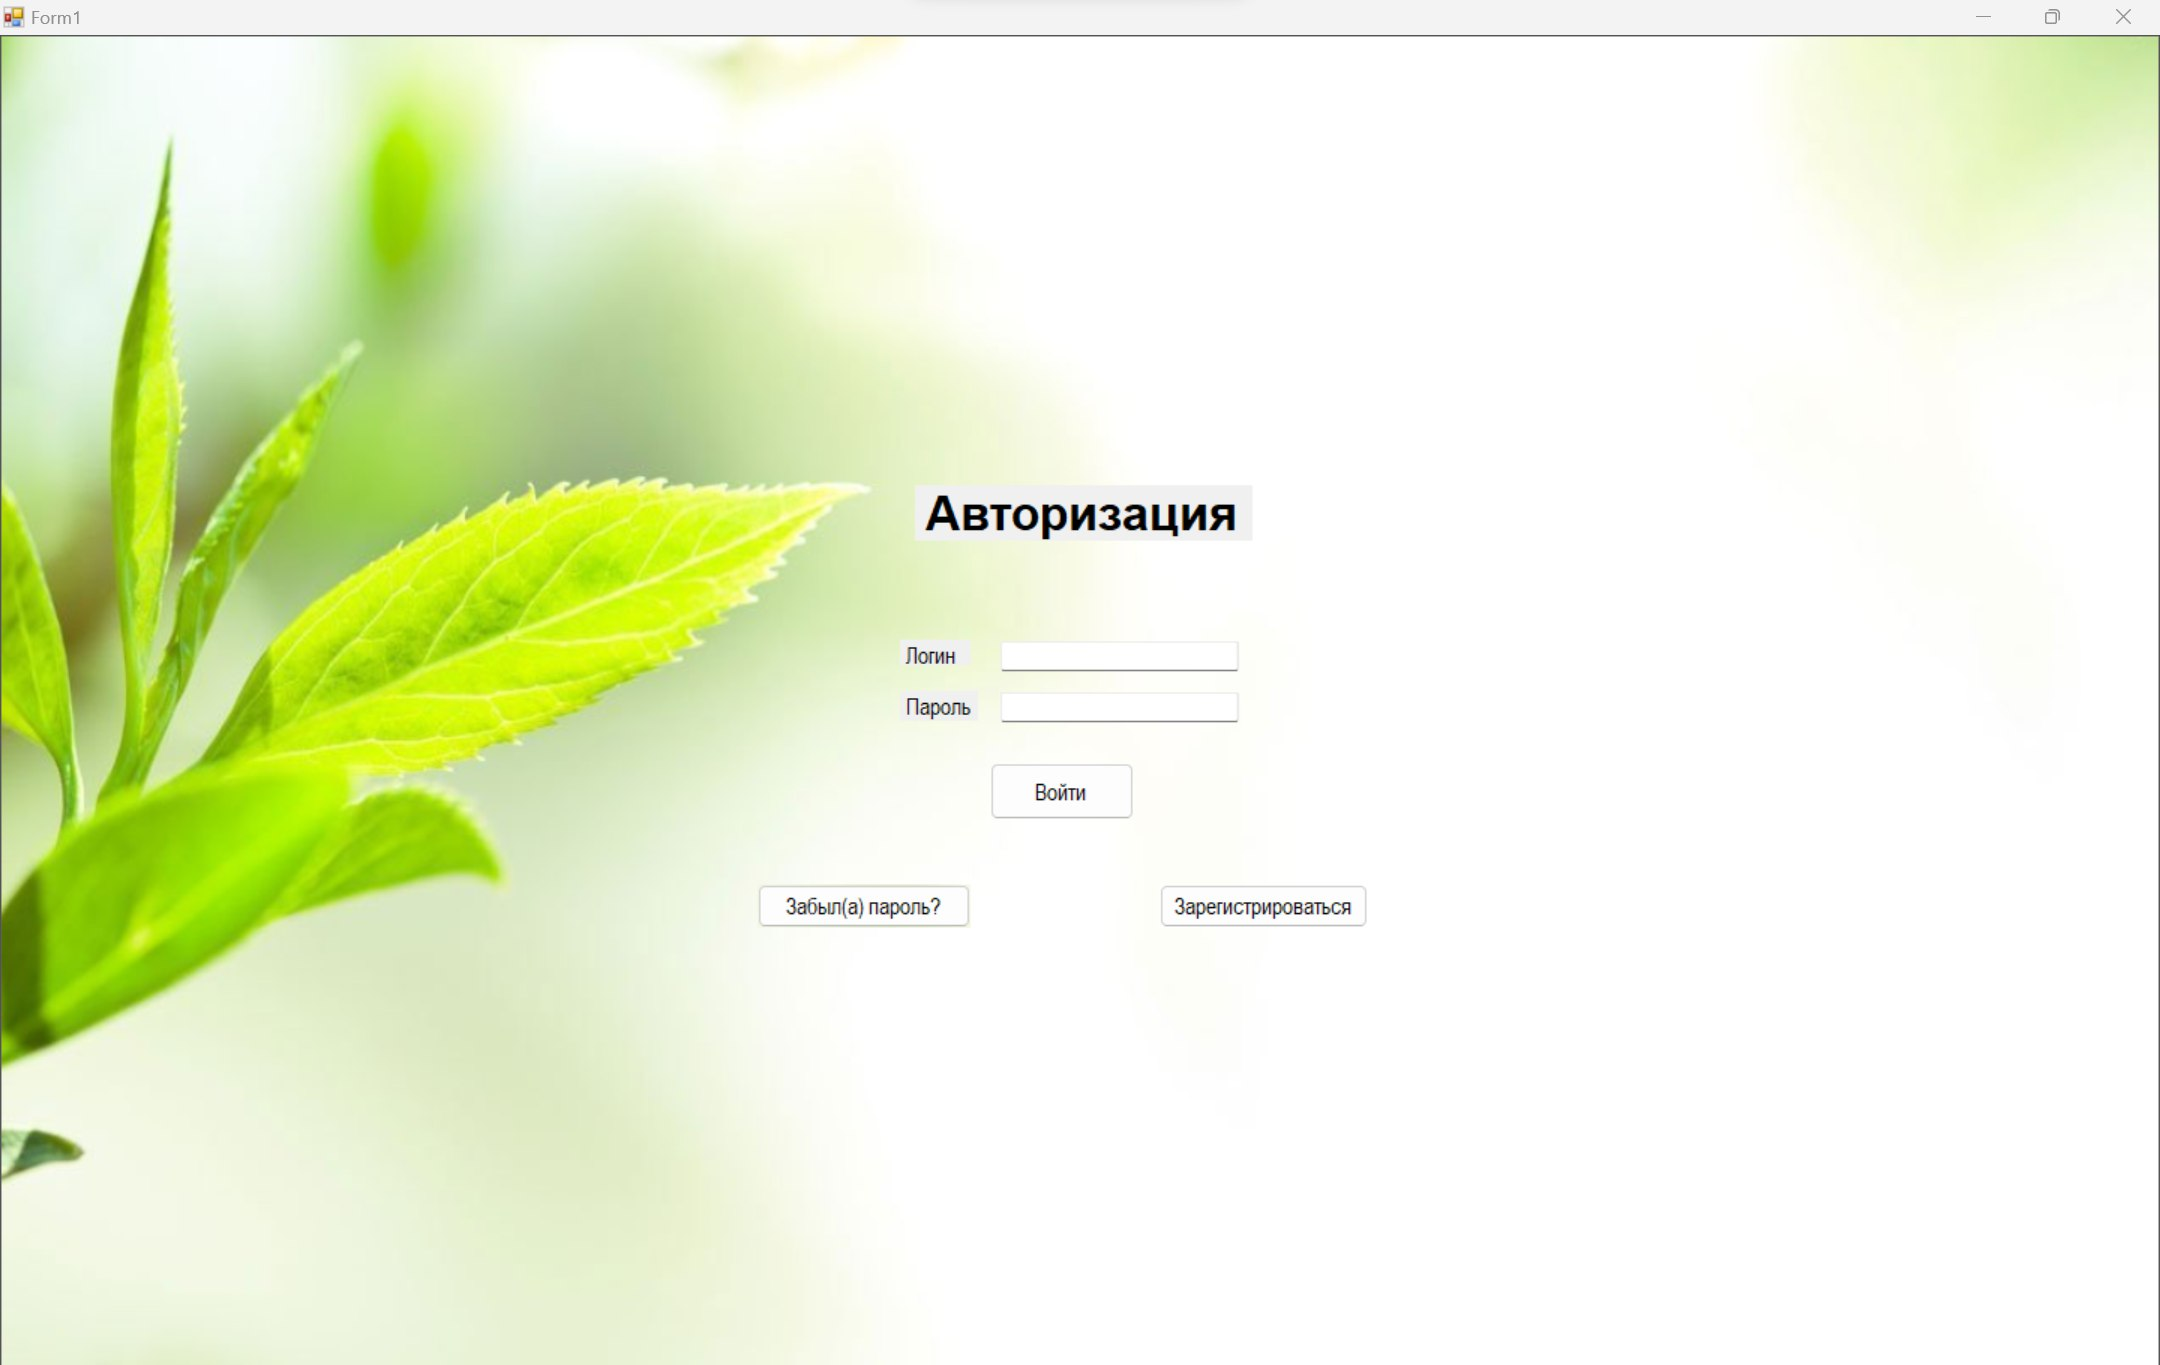 Form1
Авторизация
Логин
Пароль
Войти
Забыл(а) пароль?
Зарегистрироваться